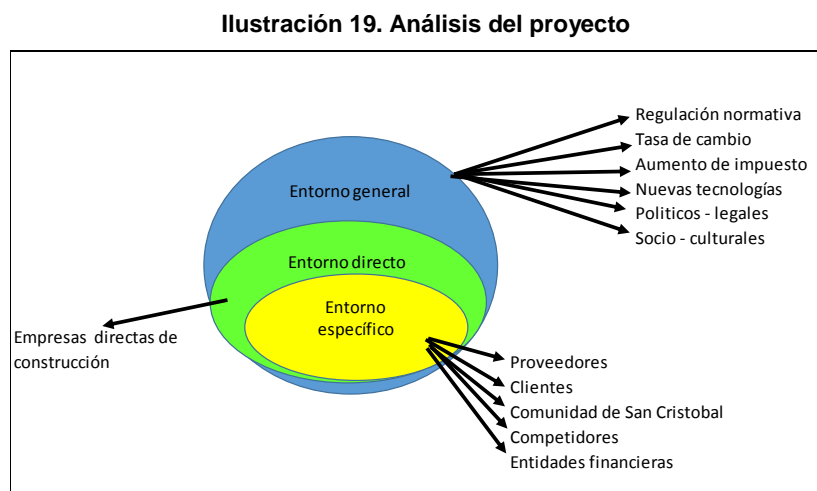 Ilustración 19. Análisis del proyecto
Regulación normativa
Tasa de cambio
Aumento de impuesto
Nuevas tecnologías
Politicos - legales
Socio - culturales
Entorno general
Entorno directo
Entorno
específico
Empresas directas de
construcción
Proveedores
Clientes
Comunidad de San Cristobal
Competidores
Entidades financieras